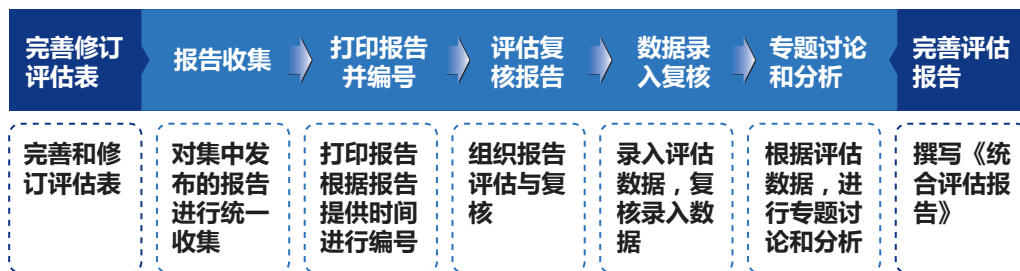 完善修订
评估表
报告收集
打印报告
并编号
评估复
核报告
数据录
入复核
专题讨论
和分析
完善评估
报告
完善和修
订评估表
对集中发
布的报告
进行统一
收集
打印报告
根据报告
提供时间
进行编号
组织报告
评估与复
核
录入评估
数据，复
核录入数
据
根据评估
数据，进
行专题讨
论和分析
撰写《统
合评估报
告》